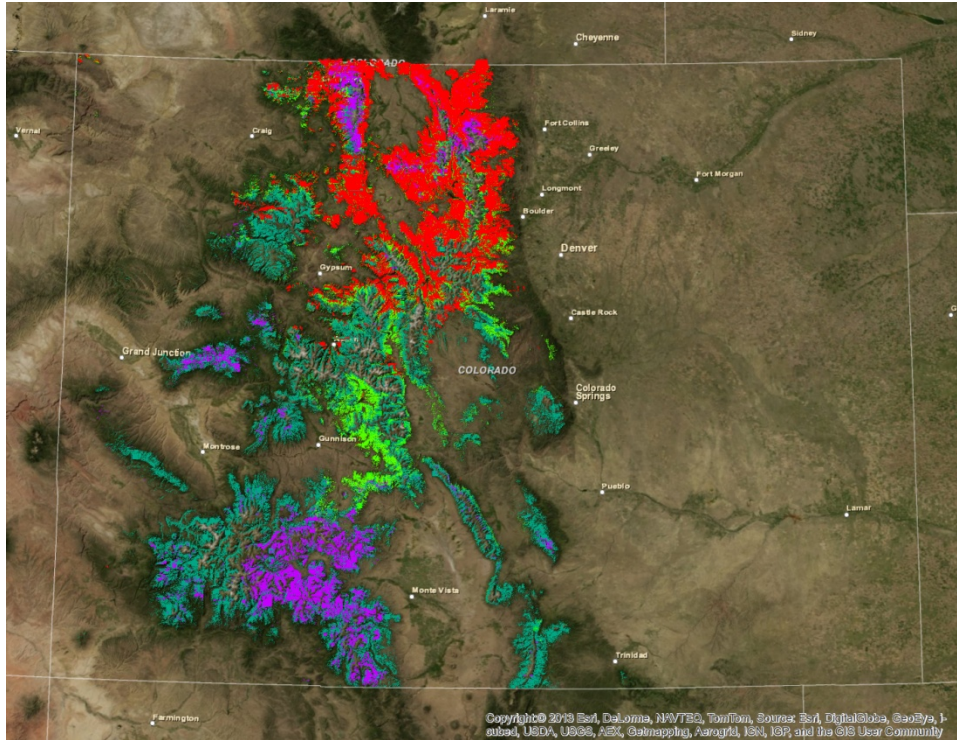 Laramie
Cheyenne
Sidney
COLORADO
Vernal
Craig
Fort Collins
Greeley
Fort Morgan
Longmont
Boulder
Denver
Gypsum
Castle Rock
Grand Junction
COLORADO
Colorado
Springs
Montrose
Gunnison
Pueblo
Lamar
Monte Vista
Trinidad
Farmington
Copyright:© 2013 Esri, DeLorme, NAVTEQ, TomTom, Source: Esri, DigitalGlobe, GeoEye, i-
cubed, USDA, USGS, AEX, Getmapping, Aerogrid, IGN, IGP, and the GIS User Community